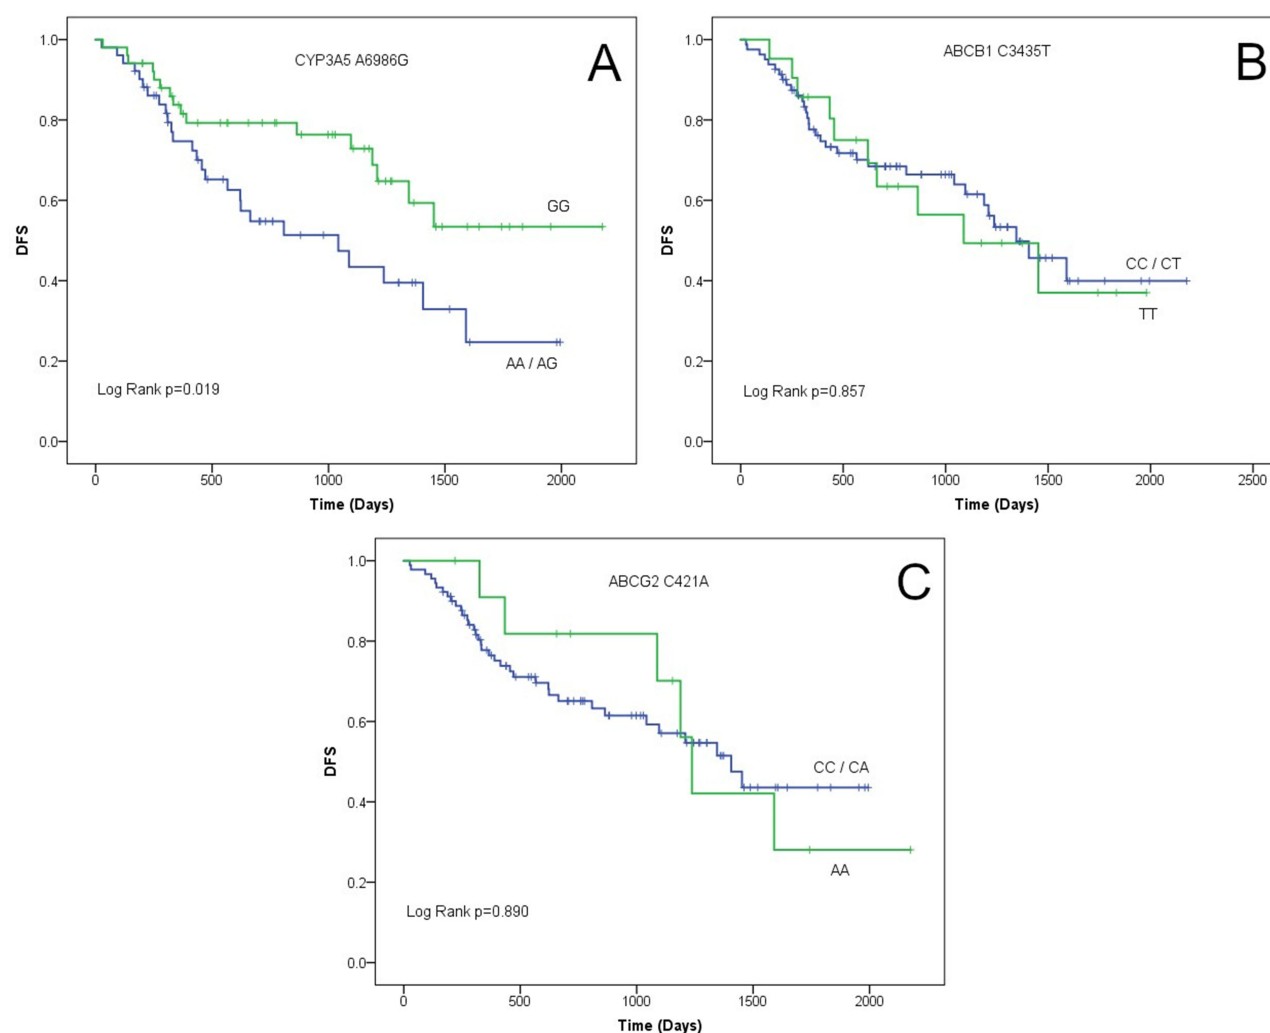 CYP3A5 A6986G
A
1.0
0.8
0.6
0.4
0.2
0.0
DFS
GG
AA / AG
Log Rank p=0.019
0 500 1000 1500 2000
Time (Days)
ABCB1 C3435T
B
1.0
0.8
0.6
0.4
0.2
0.0
DFS
CC / CT
TT
Log Rank p=0.857
0 500 1000 1500 2000 2500
Time (Days)
ABCG2 C421A
C
1.0
0.8
0.6
0.4
0.2
0.0
DFS
CC / CA
AA
Log Rank p=0.890
0 500 1000 1500 2000
Time (Days)